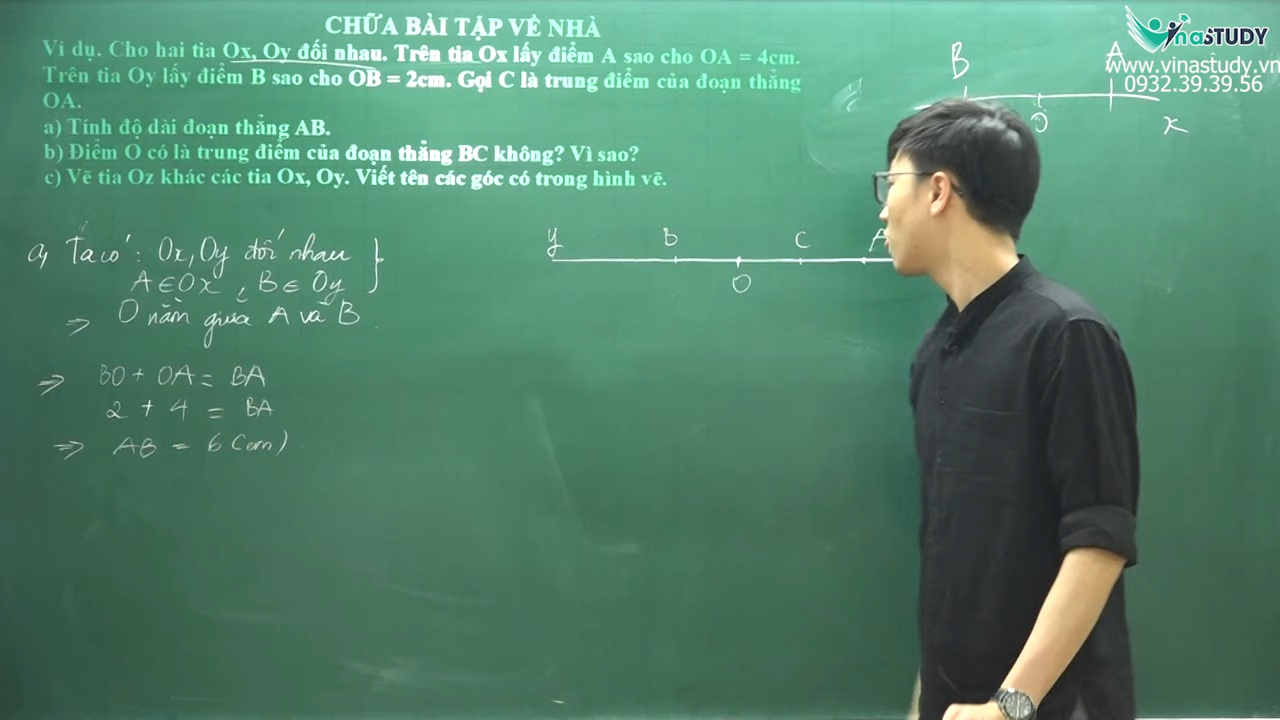 CHỮA BÀI TẬP VỀ NHÀ
Ví dụ. Cho hai tia Ox, Oy đối nhau. Trên tia Ox lấy điểm A sao cho OA = 4cm.
Trên tia Oy lấy điểm B sao cho OB = 2cm. Gọi C là trung điểm của đoạn thẳng
OA.
a) Tính độ dài đoạn thẳng AB.
b) Điểm O có là trung điểm của đoạn thẳng BC không? Vì sao?
c) Vẽ tia Oz khác các tia Ox, Oy. Viết tên các góc có trong hình vẽ.
VinaSTUDY
www.vinastudy.vn
0932.39.39.56
B A
O x
a, Ta có: Ox, Oy đối nhau
A ∈ Ox, B ∈ Oy
⇒ O nằm giữa A và B
⇒ BO + OA = BA
2 + 4 = BA
⇒ AB = 6 (cm)
y B C A
O